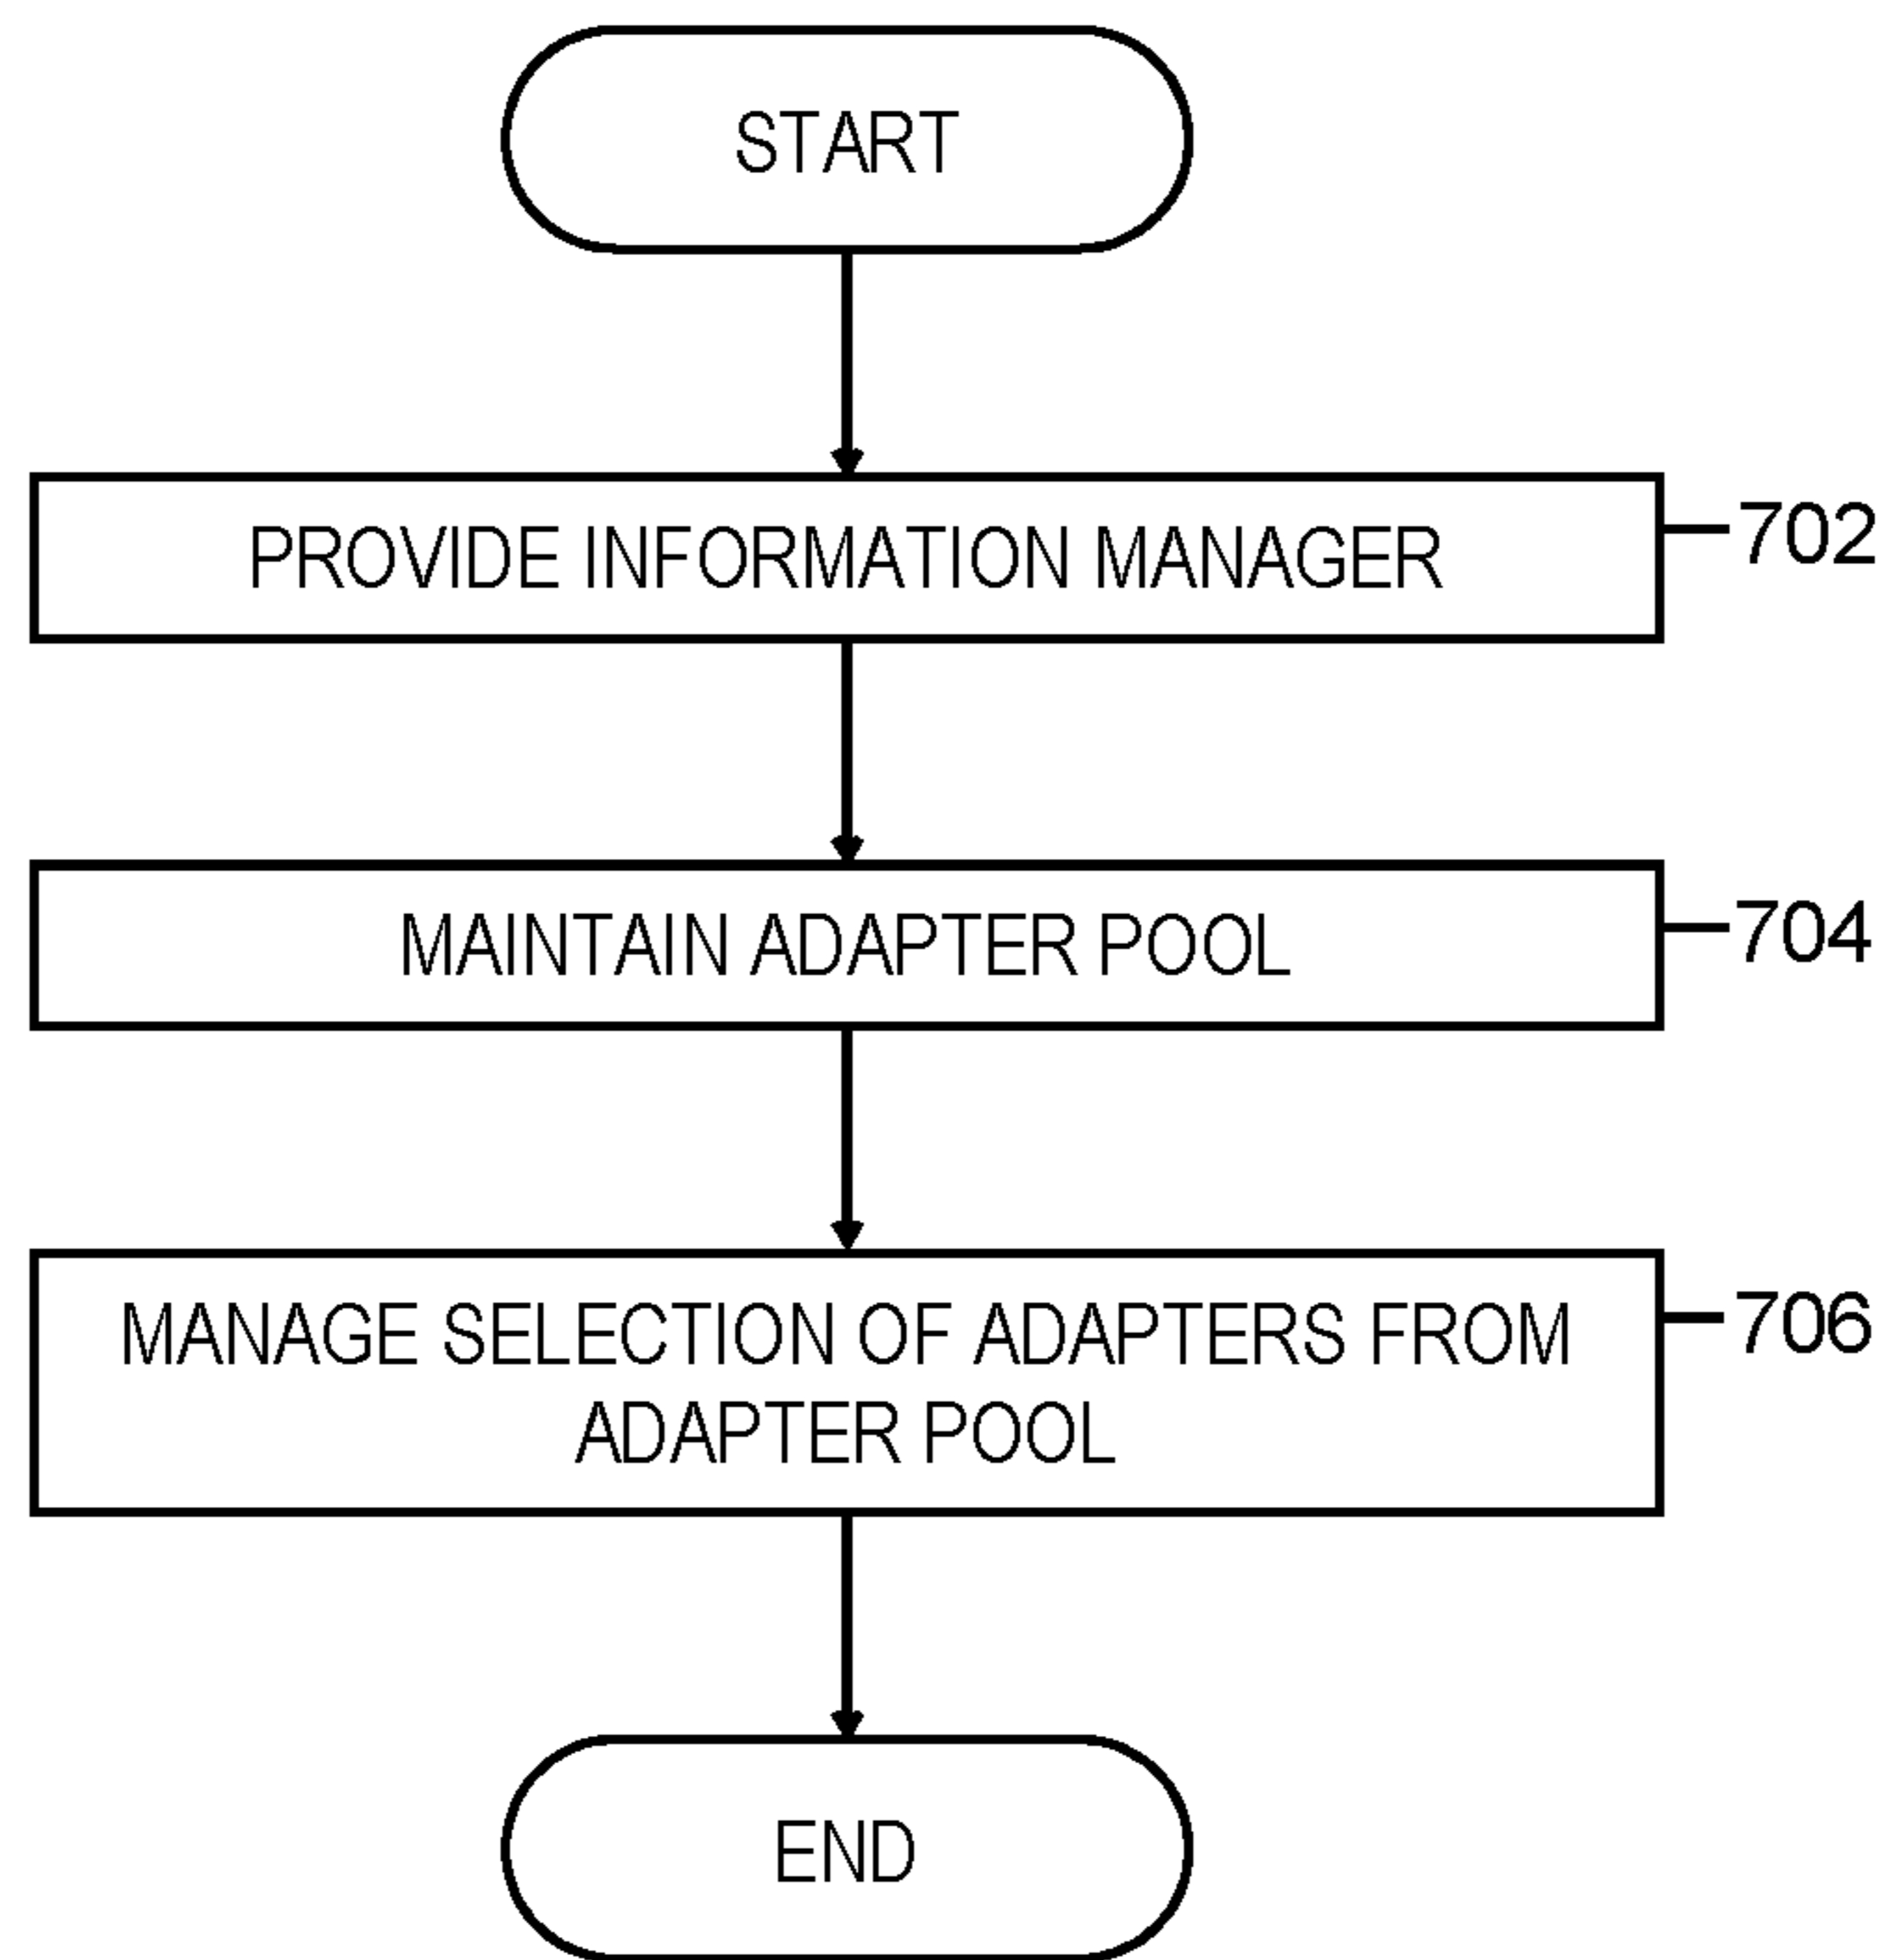 START
PROVIDE INFORMATION MANAGER
702
MAINTAIN ADAPTER POOL
704
MANAGE SELECTION OF ADAPTERS FROM
ADAPTER POOL
706
END